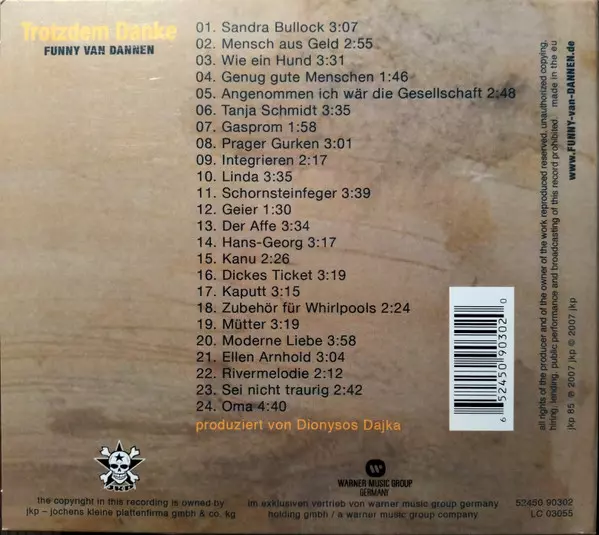 Trotzdem Danke
FUNNY VAN DANNEN
01. Sandra Bullock 3:07
02. Mensch aus Geld 2:55
03. Wie ein Hund 3:31
04. Genug gute Menschen 1:46
05. Angenommen ich wär die Gesellschaft 2:48
06. Tanja Schmidt 3:35
07. Gasprom 1:58
08. Prager Gurken 3:01
09. Integrieren 2:17
10. Linda 3:35
11. Schornsteinfeger 3:39
12. Geier 1:30
13. Der Affe 3:34
14. Hans-Georg 3:17
15. Kanu 2:26
16. Dickes Ticket 3:19
17. Kaputt 3:15
18. Zubehör für Whirlpools 2:24
19. Mütter 3:19
20. Moderne Liebe 3:58
21. Ellen Arnhold 3:04
22. Rivermelodie 2:12
23. Sei nicht traurig 2:42
24. Oma 4:40
produziert von Dionysos Dajka
JKP
the copyright in this recording is owned by
jkp – jochens kleine plattenfirma gmbh & co. kg
WARNER MUSIC GROUP
GERMANY
im exklusiven vertrieb von warner music group germany
holding gmbh / a warner music group company
52450 90302
LC 03055
6 52450 90302 0
www.FUNNY-van-DANNEN.de
all rights of the producer and of the owner of the work reproduced reserved. unauthorized copying,
hiring, lending, public performance and broadcasting of this record prohibited. made in the eu
jkp 85 ℗ 2007 jkp © 2007 jkp